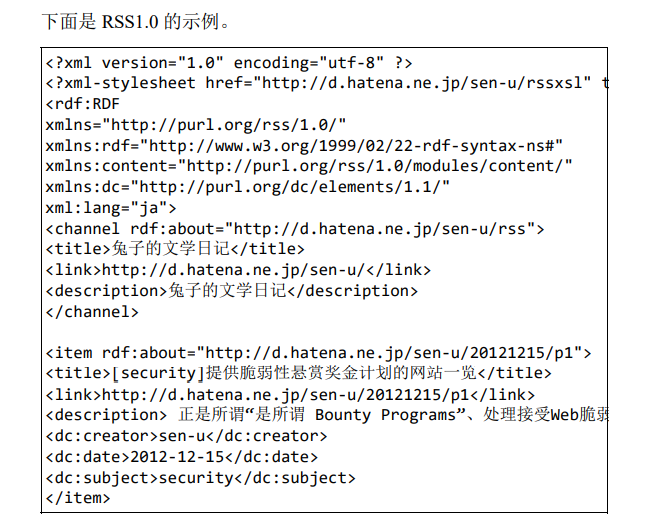 下面是 RSS1.0 的示例。
<?xml version="1.0" encoding="utf-8" ?>
<?xml-stylesheet href="http://d.hatena.ne.jp/sen-u/rssxsl" t
<rdf:RDF
xmlns="http://purl.org/rss/1.0/"
xmlns:rdf="http://www.w3.org/1999/02/22-rdf-syntax-ns#"
xmlns:content="http://purl.org/rss/1.0/modules/content/"
xmlns:dc="http://purl.org/dc/elements/1.1/"
xml:lang="ja">
<channel rdf:about="http://d.hatena.ne.jp/sen-u/rss">
<title>兔子的文学日记</title>
<link>http://d.hatena.ne.jp/sen-u/</link>
<description>兔子的文学日记</description>
</channel>

<item rdf:about="http://d.hatena.ne.jp/sen-u/20121215/p1">
<title>[security]提供脆弱性悬赏奖金计划的网站一览</title>
<link>http://d.hatena.ne.jp/sen-u/20121215/p1</link>
<description> 正是所谓“是所谓 Bounty Programs”、处理接受Web脆弱
<dc:creator>sen-u</dc:creator>
<dc:date>2012-12-15</dc:date>
<dc:subject>security</dc:subject>
</item>